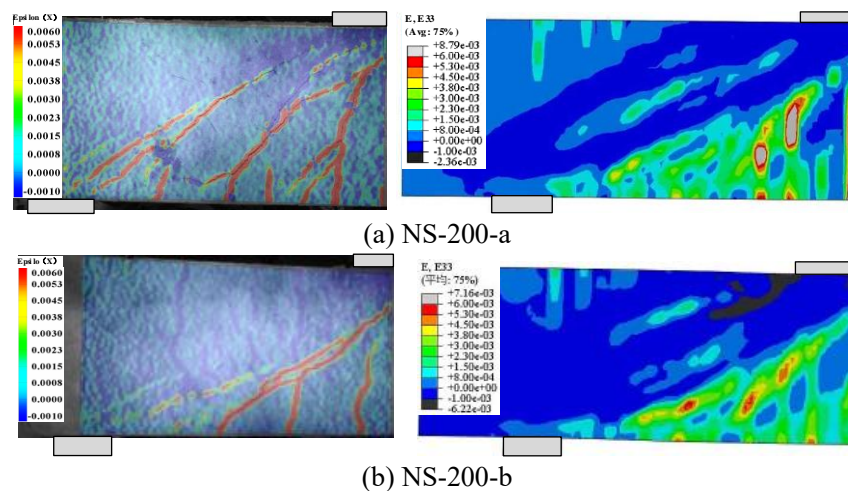 Epsilon (X)
0.0060
0.0053
0.0045
0.0038
0.0030
0.0023
0.0015
0.0008
0.0000
-0.0010
E, E33
(Avg: 75%)
+8.79e-03
+6.00e-03
+5.30e-03
+4.50e-03
+3.80e-03
+3.00e-03
+2.30e-03
+1.50e-03
+8.00e-04
+0.00e+00
-1.00e-03
-2.36e-03
(a) NS-200-a
Epsilo (X)
0.0060
0.0053
0.0045
0.0038
0.0030
0.0023
0.0015
0.0008
0.0000
-0.0010
E, E33
(平均: 75%)
+7.16e-03
+6.00e-03
+5.30e-03
+4.50e-03
+3.80e-03
+3.00e-03
+2.30e-03
+1.50e-03
+8.00e-04
+0.00e+00
-1.00e-03
-6.22e-03
(b) NS-200-b